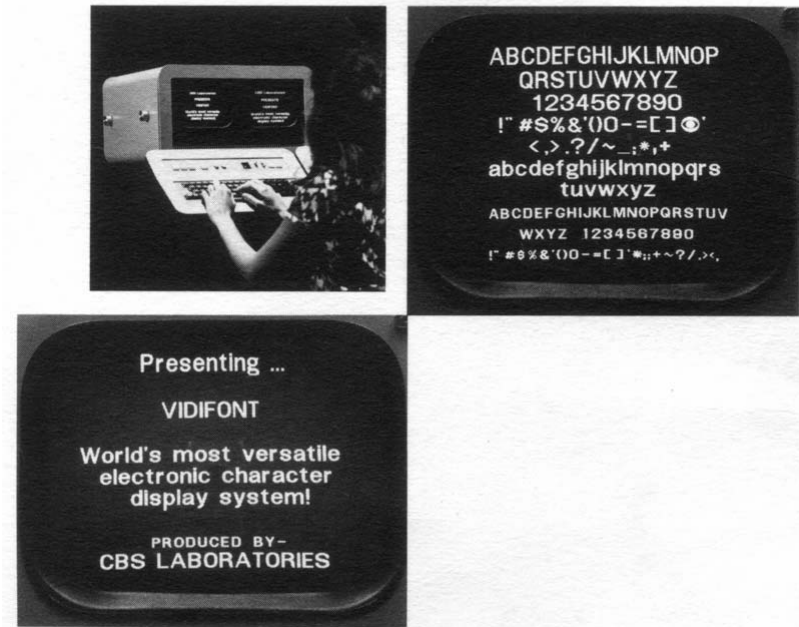 ABCDEFGHIJKLMNOP
QRSTUVWXYZ
1234567890
!" #$%&'()0-=[]'
<,>.?/~_;*,+
abcdefghijklmnopqrs
tuvwxyz
ABCDEFGHIJKLMNOPQRSTUV
WXYZ 1234567890
!" #$%&'()0-=[]'*;:+~?/.><,
Presenting ...
VIDIFONT
World's most versatile
electronic character
display system!
PRODUCED BY-
CBS LABORATORIES